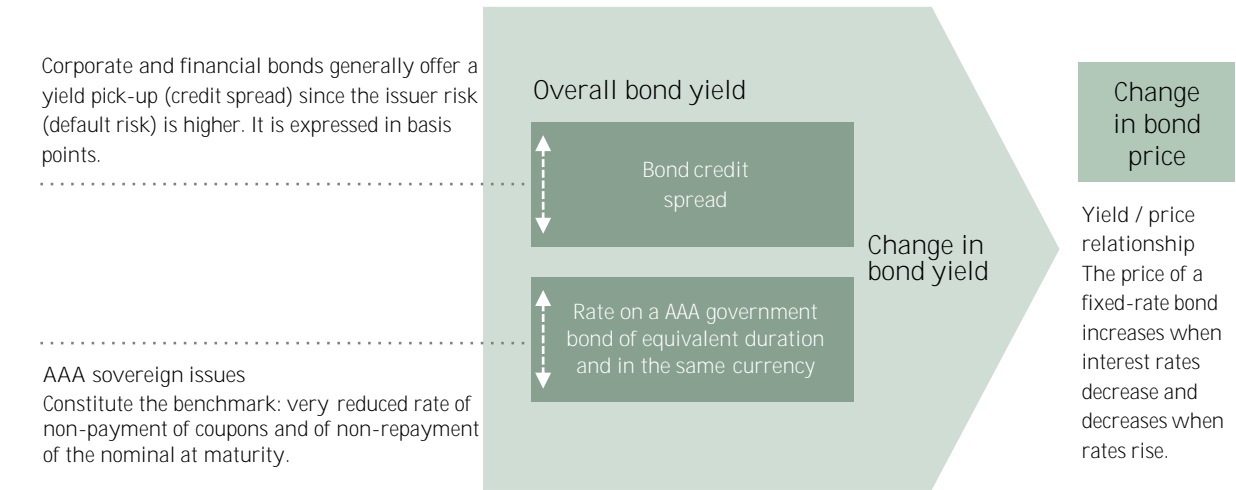 Corporate and financial bonds generally offer a
yield pick-up (credit spread) since the issuer risk
(default risk) is higher. It is expressed in basis
points.
AAA sovereign issues
Constitute the benchmark: very reduced rate of
non-payment of coupons and of non-repayment
of the nominal at maturity.
Overall bond yield
Bond credit
spread
Rate on a AAA government
bond of equivalent duration
and in the same currency
Change in
bond yield
Change
in bond
price
Yield / price
relationship
The price of a
fixed-rate bond
increases when
interest rates
decrease and
decreases when
rates rise.